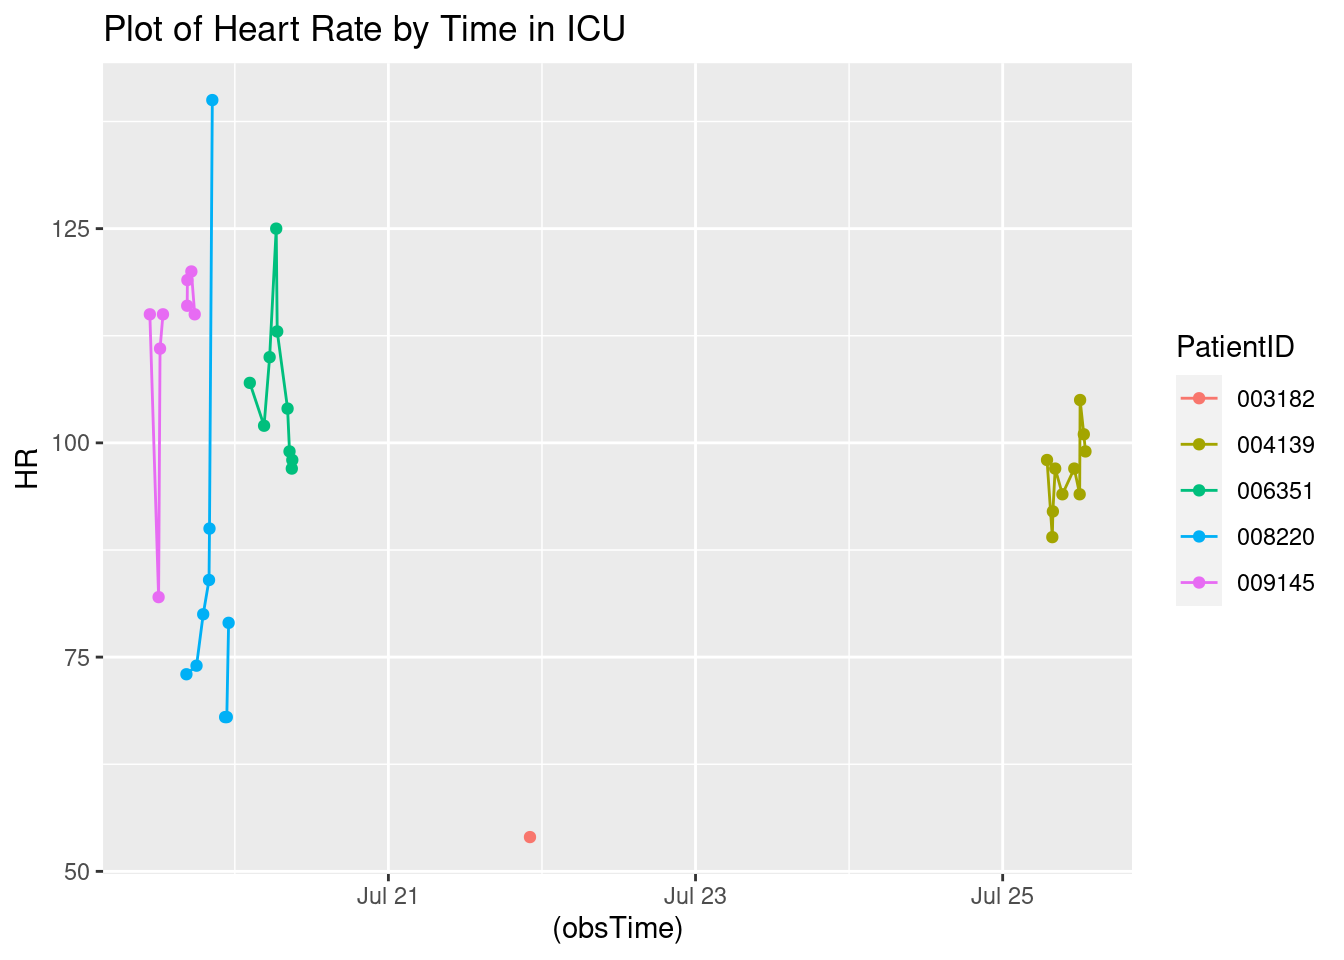 Plot of Heart Rate by Time in ICU
125
100
75
50
HR
Jul 21
Jul 23
Jul 25
(obsTime)
PatientID
003182
004139
006351
008220
009145